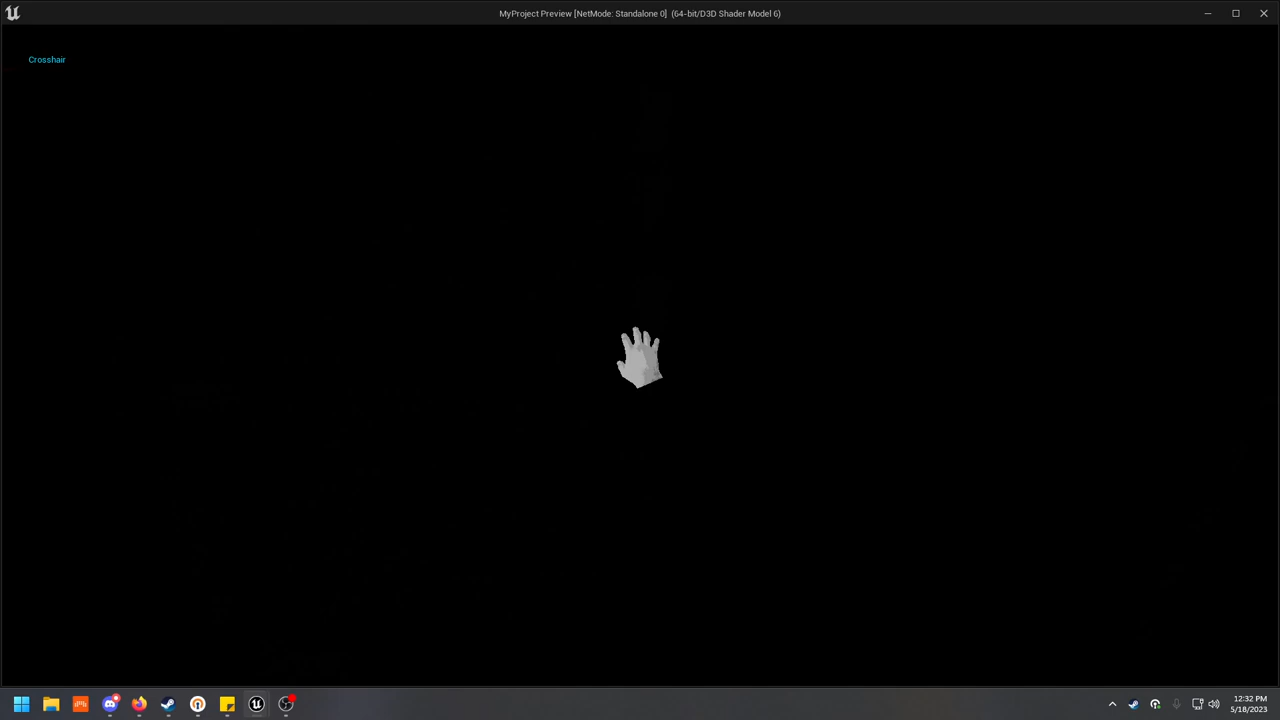 MyProject Preview [NetMode: Standalone 0] (64-bit/D3D Shader Model 6)
Crosshair
12:32 PM
5/18/2023